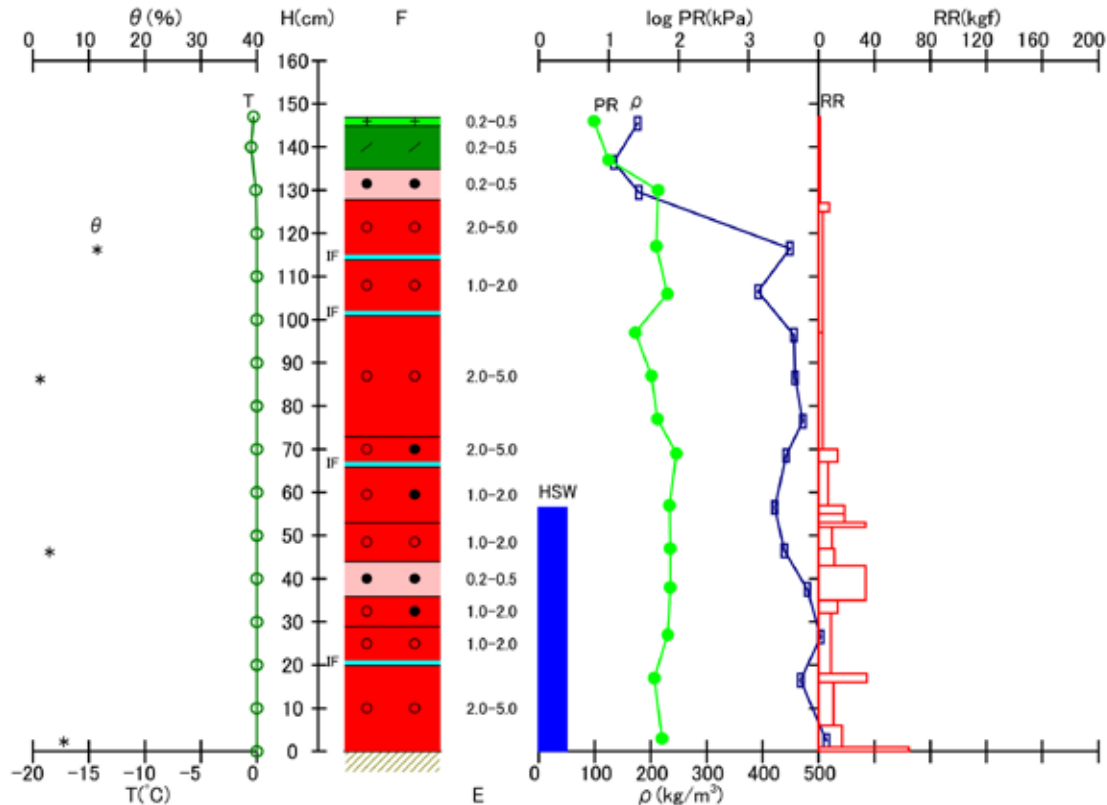 θ (%) H(cm) F log PR(kPa) RR(kgf)
0 10 20 30 40 0 1 2 3 0 40 80 120 160 200
160
T 150 PR ρ RR
0.2-0.5
140 0.2-0.5
130 0.2-0.5
θ 120 2.0-5.0
IF
110 1.0-2.0
100 IF
90 2.0-5.0
80
70 2.0-5.0
IF
60 1.0-2.0 HSW
50 1.0-2.0
40 0.2-0.5
30 1.0-2.0
1.0-2.0
20 IF
10 2.0-5.0
0
-20 -15 -10 -5 0 0 100 200 300 400 500
T(°C) E ρ (kg/m³)